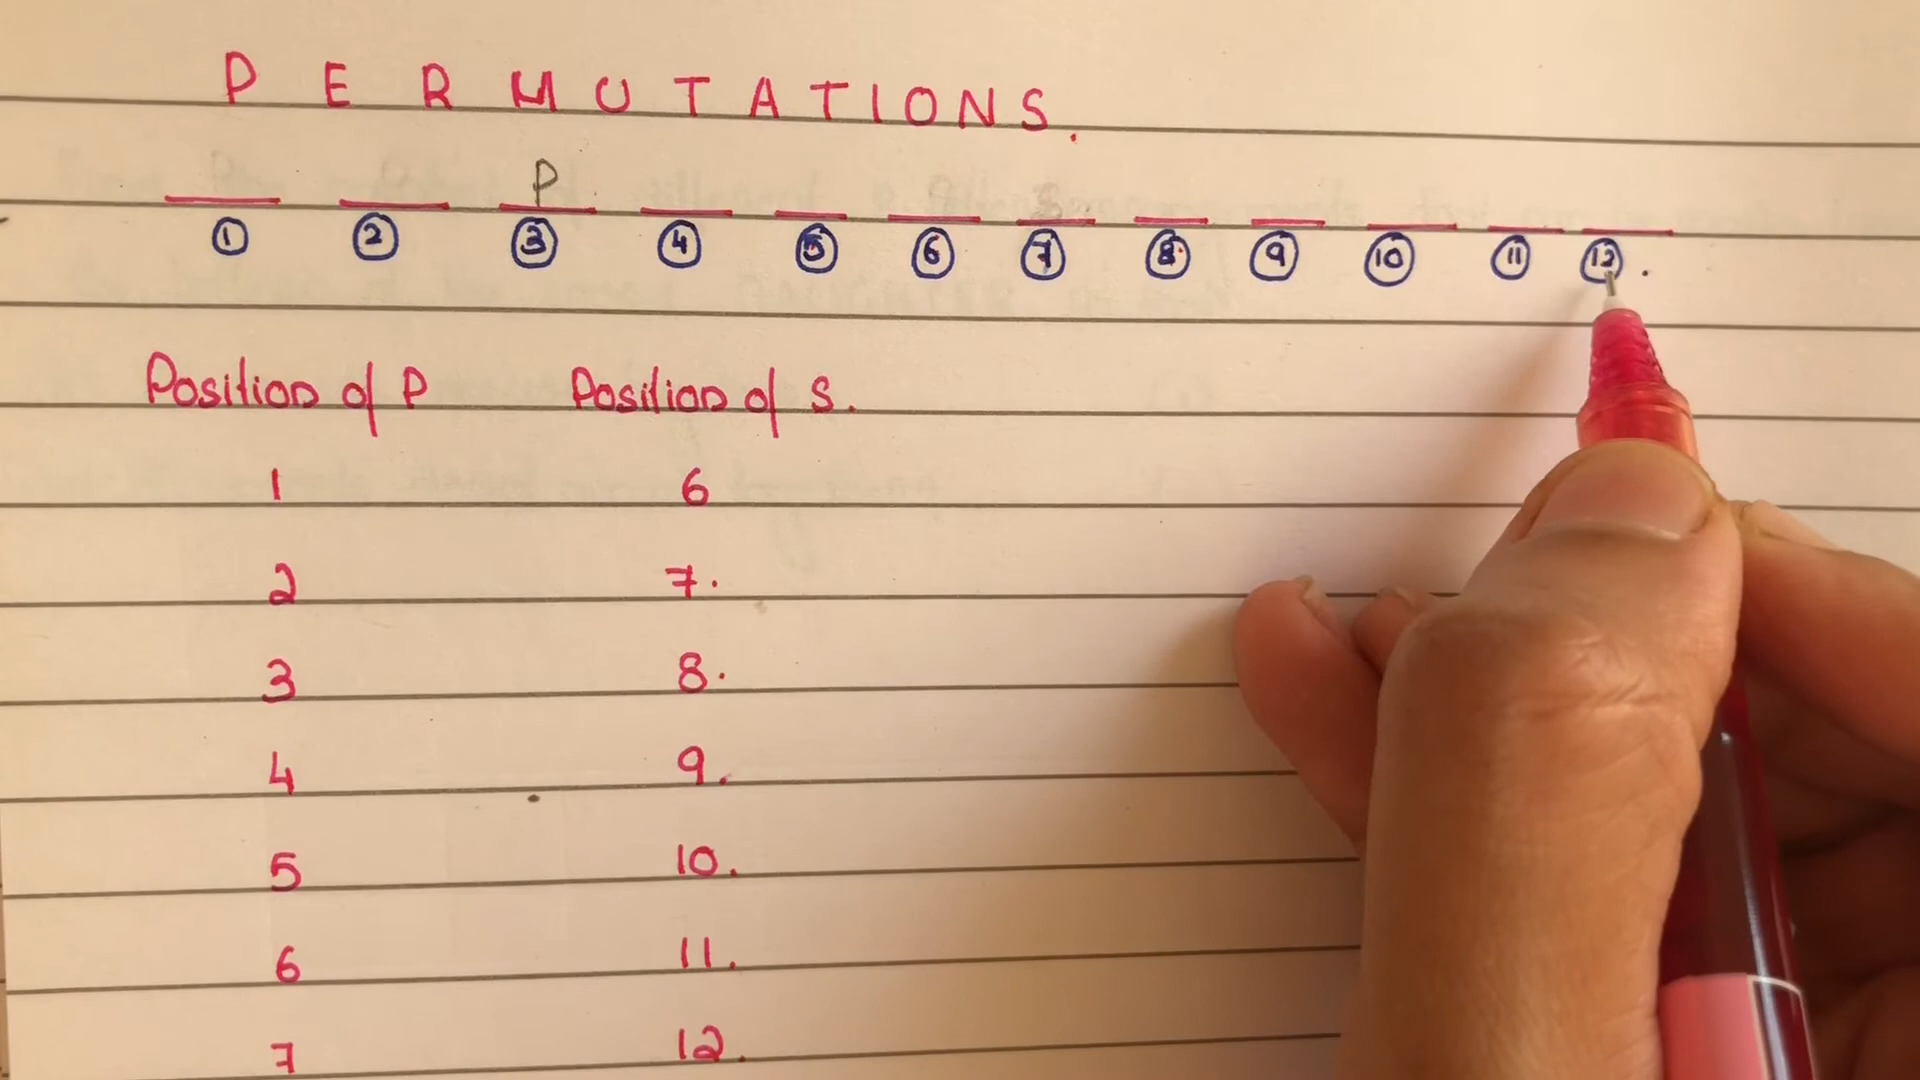 P E R M U T A T I O N S .
P
1 2 3 4 5 6 7 8 9 10 11 12 .
Position of P Position of S.
1 6
2 7.
3 8.
4 9.
5 10.
6 11.
7 12.